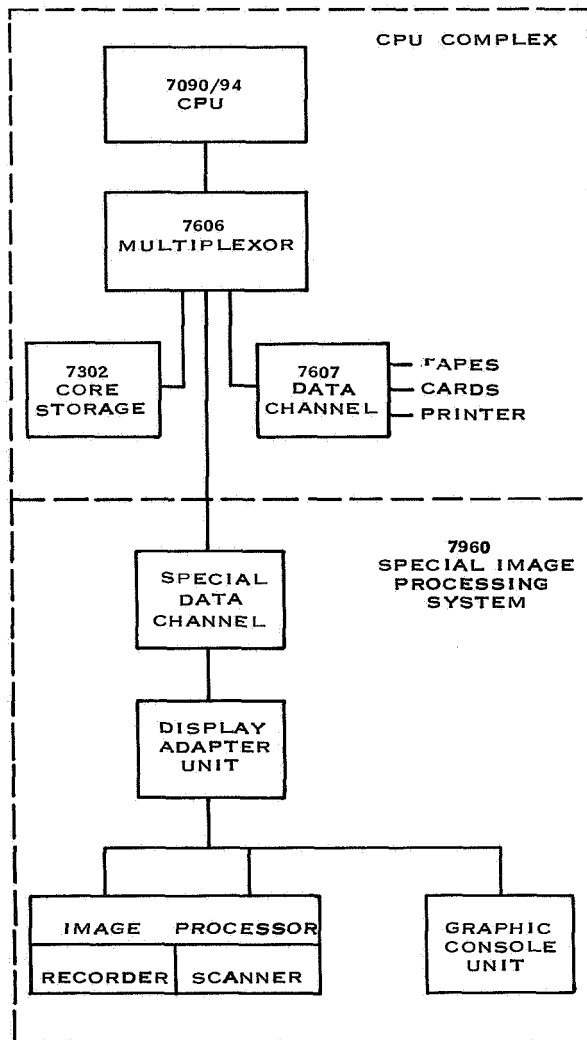 CPU COMPLEX
7090/94
CPU
7606
MULTIPLEXOR
7302
CORE
STORAGE
7607
DATA
CHANNEL
TAPES
CARDS
PRINTER
7960
SPECIAL IMAGE
PROCESSING
SYSTEM
SPECIAL
DATA
CHANNEL
DISPLAY
ADAPTER
UNIT
IMAGE PROCESSOR
RECORDER SCANNER
GRAPHIC
CONSOLE
UNIT